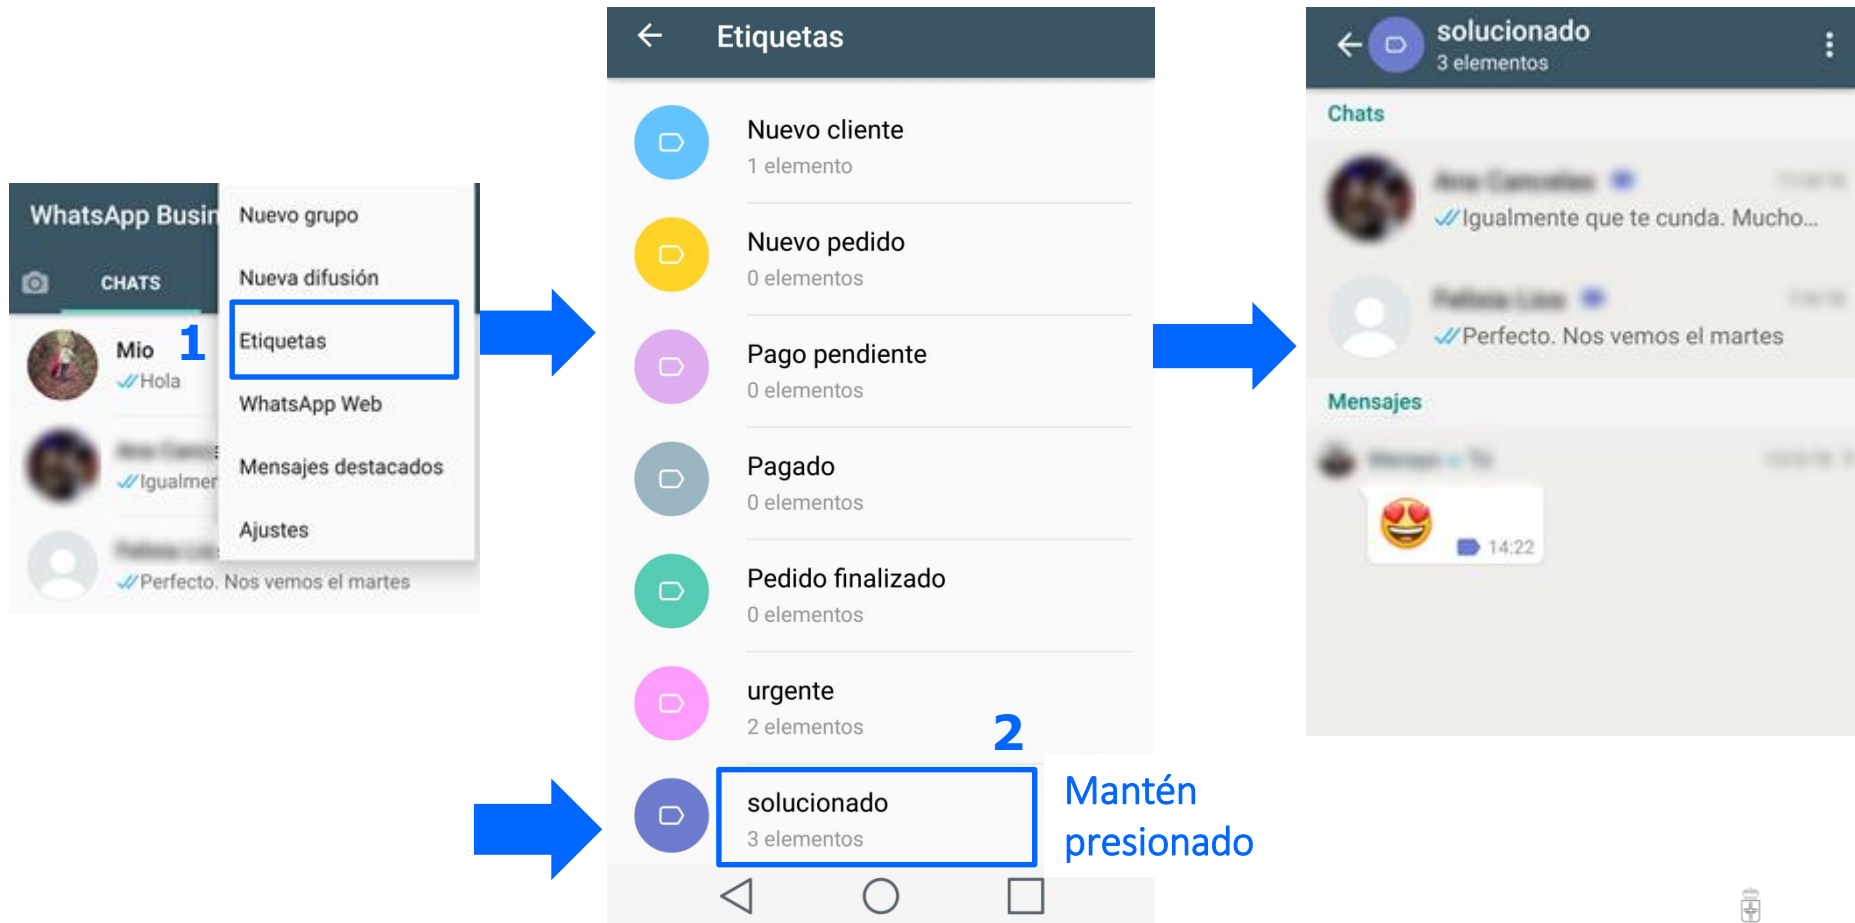 WhatsApp Busin
CHATS
1
Mio
Hola
Igualmer
Perfecto. Nos vemos el martes
Nuevo grupo
Nueva difusión
Etiquetas
WhatsApp Web
Mensajes destacados
Ajustes
Etiquetas
Nuevo cliente
1 elemento
Nuevo pedido
0 elementos
Pago pendiente
0 elementos
Pagado
0 elementos
Pedido finalizado
0 elementos
urgente
2 elementos
2
solucionado
3 elementos
Mantén
presionado
solucionado
3 elementos
Chats
Igualmente que te cunda. Mucho...
Perfecto. Nos vemos el martes
Mensajes
14:22